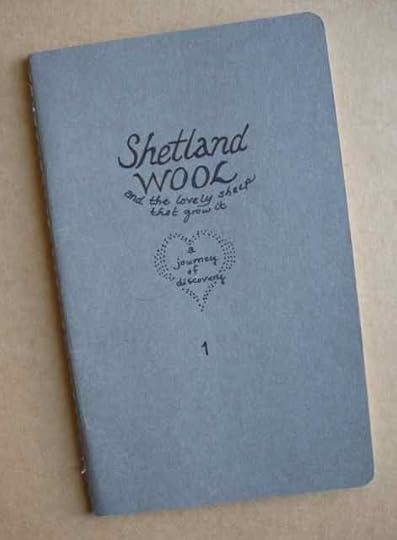 Shetland
WOOL
and the lovely sheep
that grow it
a
journey
of
discovery
1